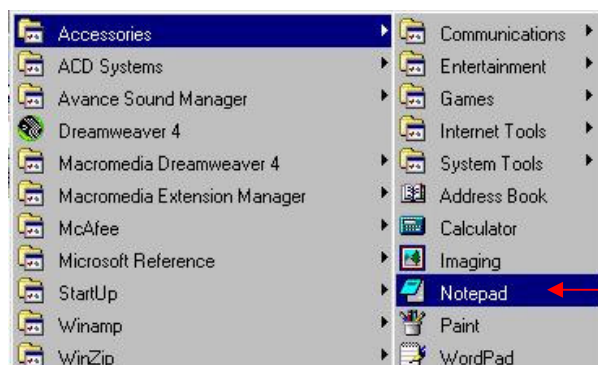 Accessories
ACD Systems
Avance Sound Manager
Dreamweaver 4
Macromedia Dreamweaver 4
Macromedia Extension Manager
McAfee
Microsoft Reference
StartUp
Winamp
WinZip
Communications
Entertainment
Games
Internet Tools
System Tools
Address Book
Calculator
Imaging
Notepad
Paint
WordPad